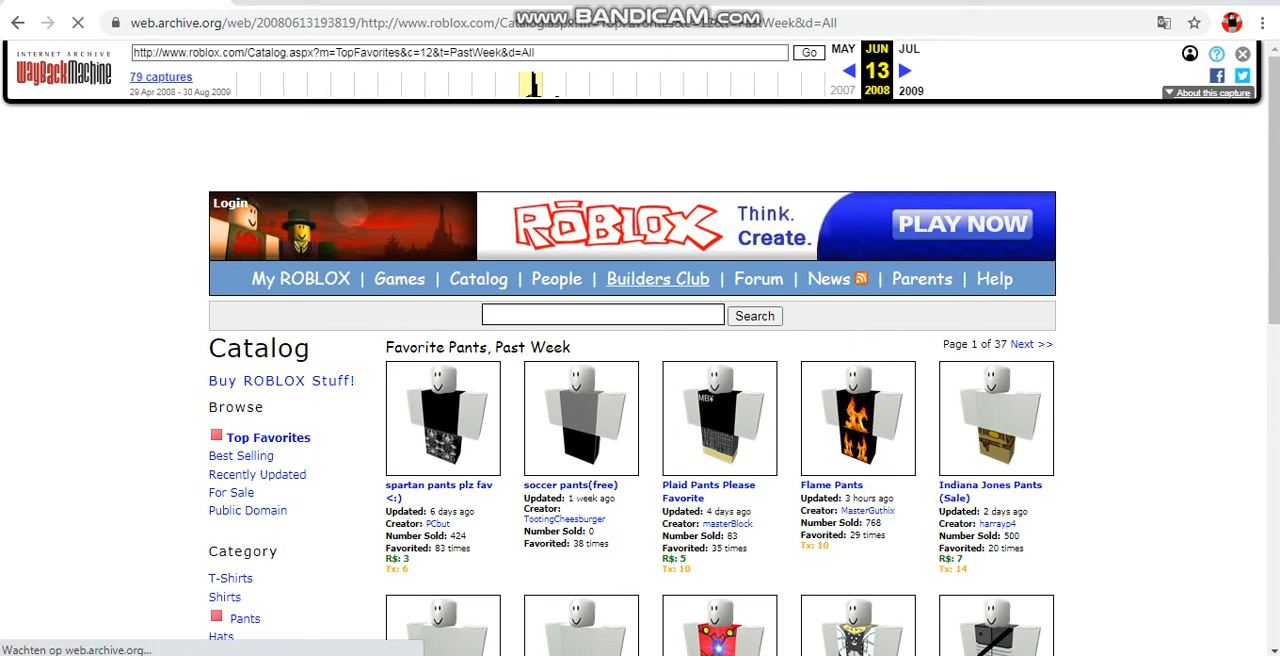 www.BANDICAM.com
web.archive.org/web/20080613193819/http://www.roblox.com/Catalog.aspx?m=TopFavorites&c=12&t=PastWeek&d=All
INTERNET ARCHIVE
WayBackMachine
http://www.roblox.com/Catalog.aspx?m=TopFavorites&c=12&t=PastWeek&d=All
Go
MAY JUN JUL
79 captures
13
29 Apr 2008 - 30 Aug 2009
2007 2008 2009
About this capture
Login
ROBLOX
Think.
Create.
PLAY NOW
My ROBLOX | Games | Catalog | People | Builders Club | Forum | News | Parents | Help
Search
Catalog
Buy ROBLOX Stuff!
Browse
Top Favorites
Best Selling
Recently Updated
For Sale
Public Domain
Category
T-Shirts
Shirts
Pants
Hats
Favorite Pants, Past Week
Page 1 of 37 Next >>
MB¥
spartan pants plz fav
<:)
Updated: 6 days ago
Creator: PCbut
Number Sold: 424
Favorited: 83 times
R$: 3
Tx: 6
soccer pants(free)
Updated: 1 week ago
Creator:
TootingCheesburger
Number Sold: 0
Favorited: 38 times
Plaid Pants Please
Favorite
Updated: 4 days ago
Creator: masterBlock
Number Sold: 83
Favorited: 35 times
R$: 5
Tx: 10
Flame Pants
Updated: 3 hours ago
Creator: MasterGuthix
Number Sold: 768
Favorited: 29 times
Tx: 10
Indiana Jones Pants
(Sale)
Updated: 2 days ago
Creator: harrayp4
Number Sold: 500
Favorited: 20 times
R$: 7
Tx: 14
Wachten op web.archive.org...